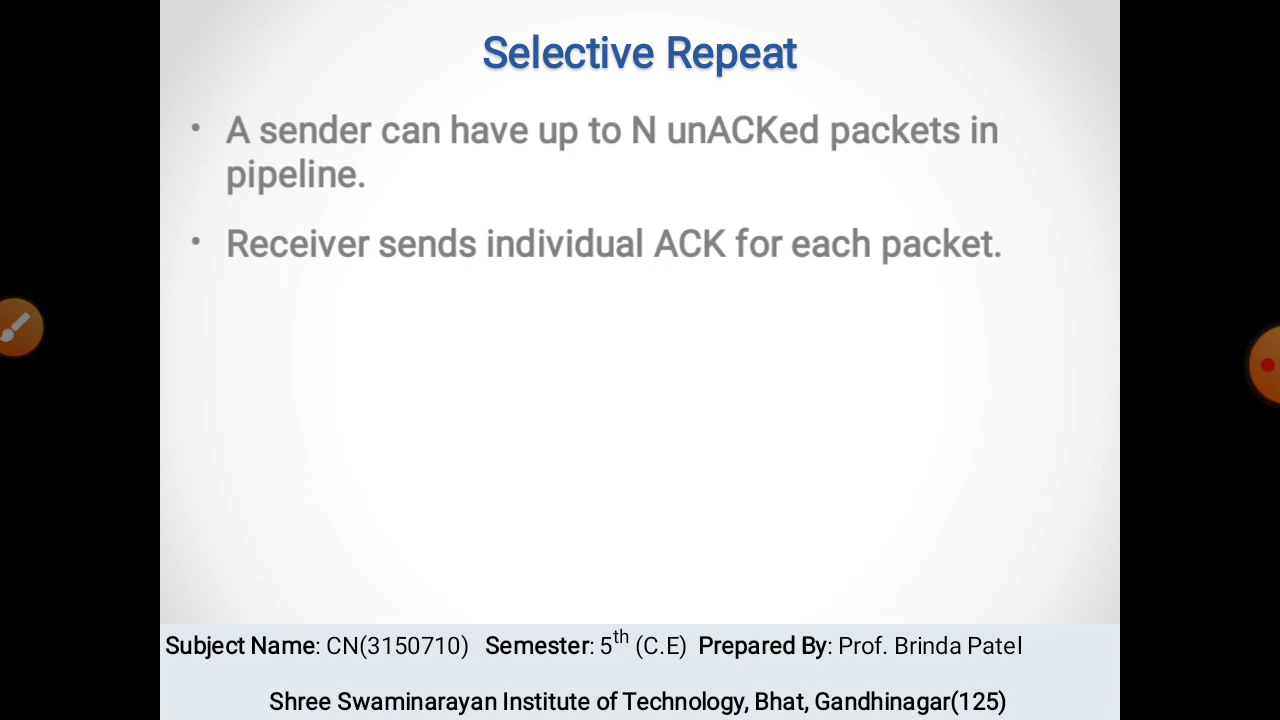 Selective Repeat
• A sender can have up to N unACKed packets in
pipeline.
• Receiver sends individual ACK for each packet.
Subject Name: CN(3150710) Semester: 5th (C.E) Prepared By: Prof. Brinda Patel
Shree Swaminarayan Institute of Technology, Bhat, Gandhinagar(125)